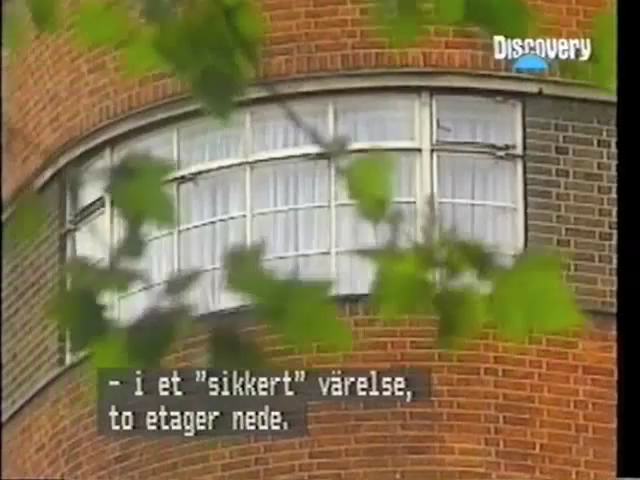 Discovery
- i et "sikkert" värelse,
to etager nede.